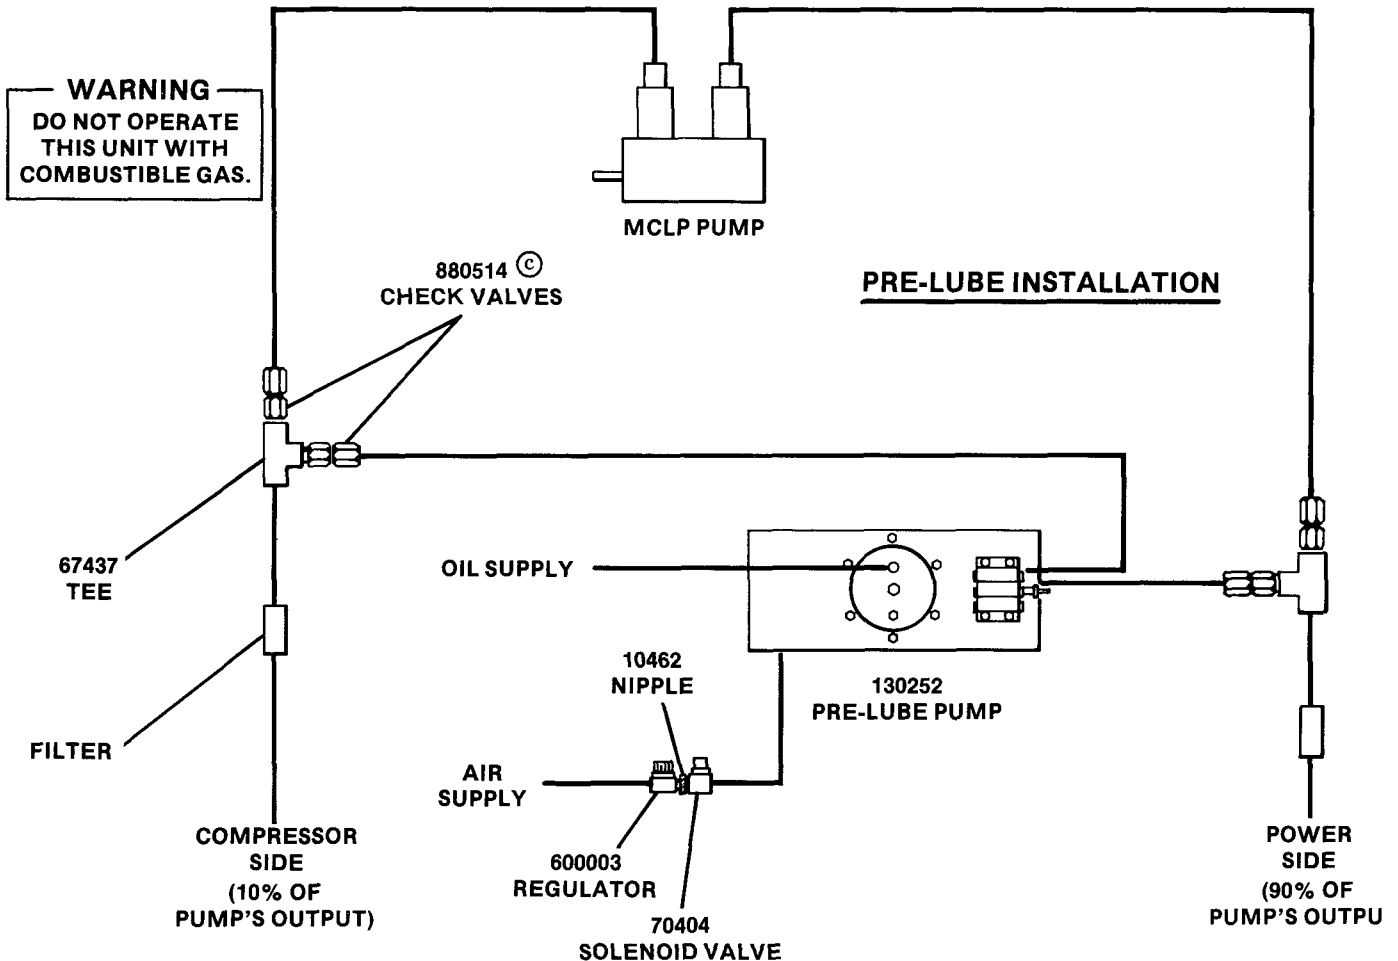 WARNING
DO NOT OPERATE
THIS UNIT WITH
COMBUSTIBLE GAS.
MCLP PUMP
880514 ©
CHECK VALVES
PRE-LUBE INSTALLATION
67437
TEE
OIL SUPPLY
10462
NIPPLE
130252
PRE-LUBE PUMP
FILTER
AIR
SUPPLY
600003
REGULATOR
70404
SOLENOID VALVE
COMPRESSOR
SIDE
(10% OF
PUMP'S OUTPUT)
POWER
SIDE
(90% OF
PUMP'S OUTPU